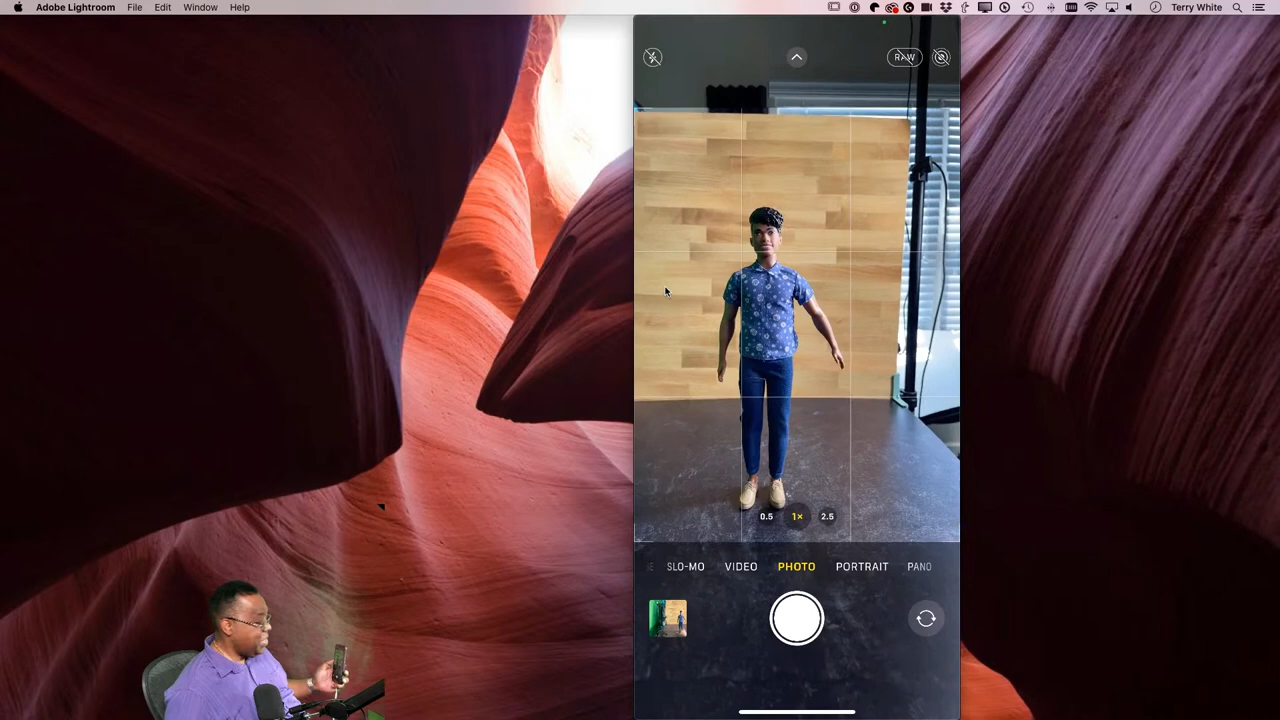 Adobe Lightroom File Edit Window Help Terry White
RAW
0.5 1× 2.5
SLO-MO VIDEO PHOTO PORTRAIT PANO